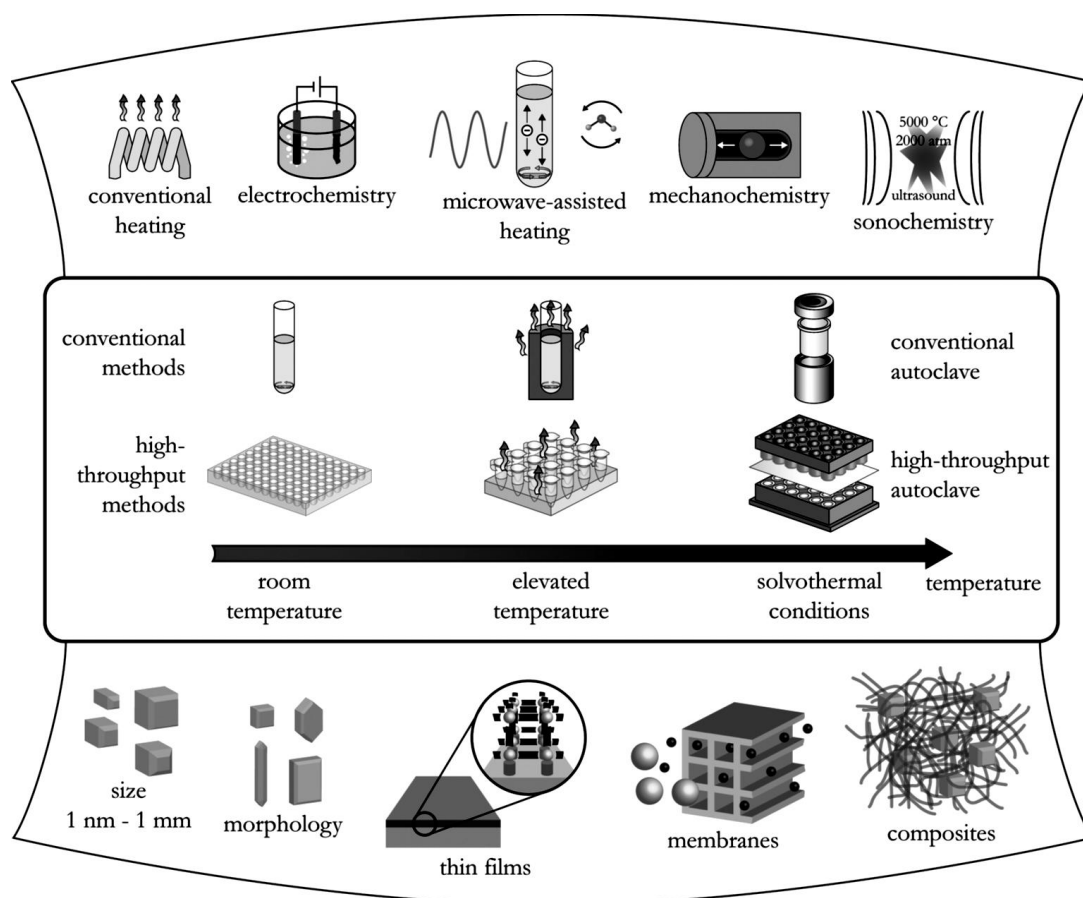 conventional
heating
electrochemistry
microwave-assisted
heating
mechanochemistry
5000 °C
2000 atm
ultrasound
sonochemistry
conventional
methods
conventional
autoclave
high-
throughput
methods
high-throughput
autoclave
room
temperature
elevated
temperature
solvothermal
conditions
temperature
size
1 nm - 1 mm
morphology
thin films
membranes
composites